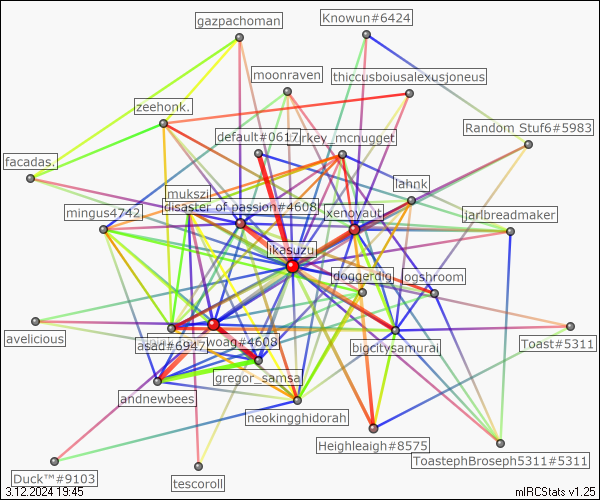 gazpachoman
Knowun#6424
moonraven
thiccusboiusalexusjoneus
zeehonk.
default#0617
rkey_mcnugget
Random Stuf6#5983
facadas.
mukszi
lahnk
mingus4742
disaster of passion#4608
xenoyaut
jarlbreadmaker
likasuzu
doggerdig
ogshroom
avelicious
asad#6947
woag#4608
bigcitysamurai
Toast#5311
gregor_samsa
andnewbees
neokingghidorah
Heighleaigh#8575
ToastephBroseph5311#5311
Duck™#9103
tescoroll
3.12.2024 19:45
mIRCStats v1.25